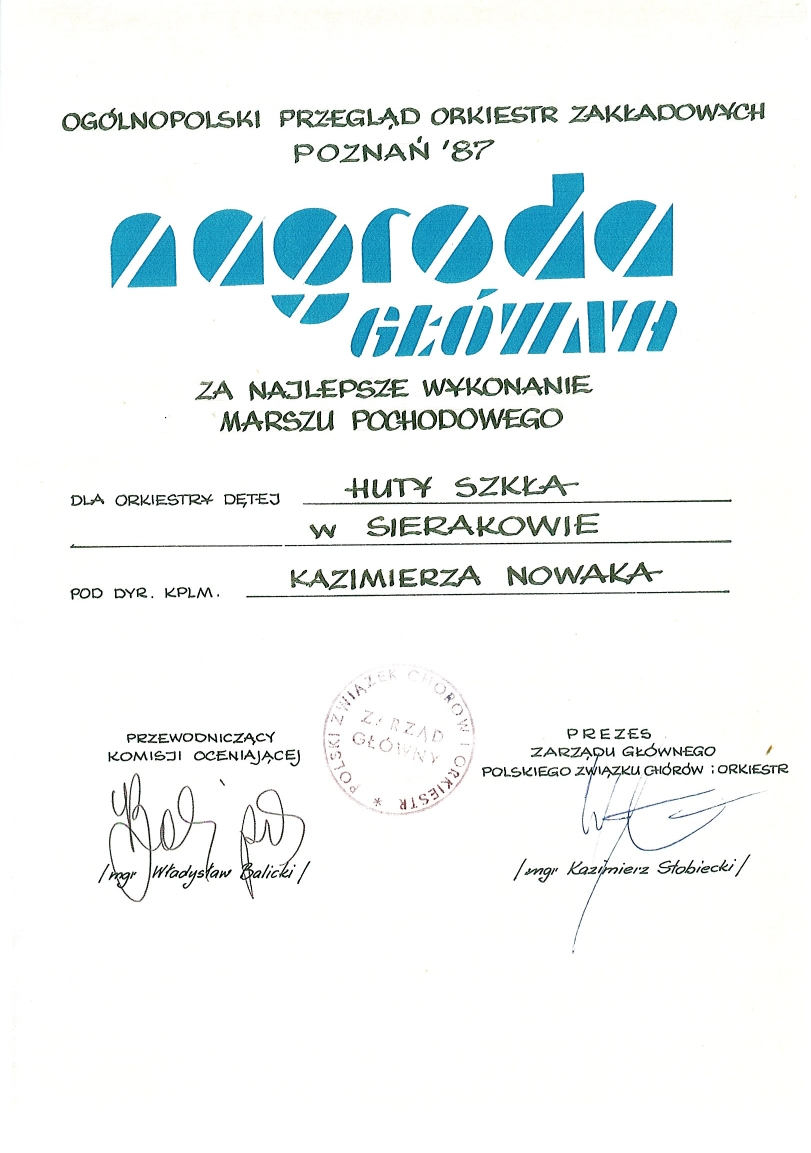 OGÓLNOPOLSKI PRZEGLĄD ORKIESTR ZAKŁADOWYCH
POZNAŃ '87
nagroda
GŁÓWNA
ZA NAJLEPSZE WYKONANIE
MARSZU POCHODOWEGO
DLA ORKIESTRY DĘTEJ HUTY SZKŁA
W SIERAKOWIE
POD DYR. KPLM. KAZIMIERZA NOWAKA
POLSKI ZWIĄZEK CHÓRÓW I ORKIESTR *
ZARZĄD
GŁÓWNY
PRZEWODNICZĄCY
KOMISJI OCENIAJĄCEJ
/mgr Władysław Balicki/
PREZES
ZARZĄDU GŁÓWNEGO
POLSKIEGO ZWIĄZKU CHÓRÓW i ORKIESTR
/mgr Kazimierz Słobiecki/